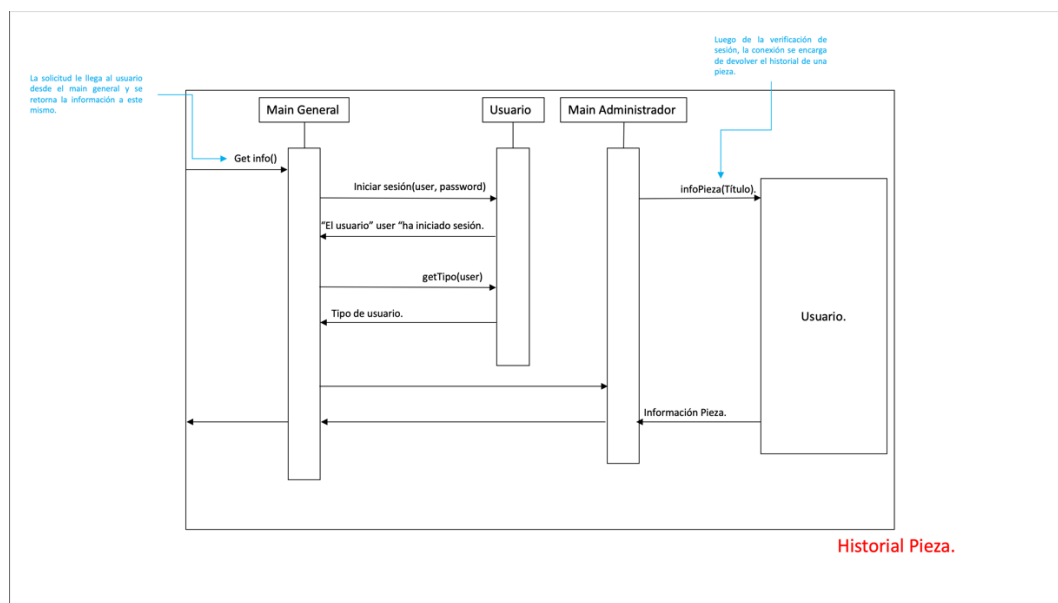 Luego de la verificación de
sesión, la conexión se encarga
de devolver el historial de una
pieza.
La solicitud le llega al usuario
desde el main general y se
retorna la información a este
mismo.
Main General
Usuario
Main Administrador
Get info()
Iniciar sesión(user, password)
infoPieza(Título).
“El usuario” user “ha iniciado sesión.
getTipo(user)
Tipo de usuario.
Usuario.
Información Pieza.
Historial Pieza.